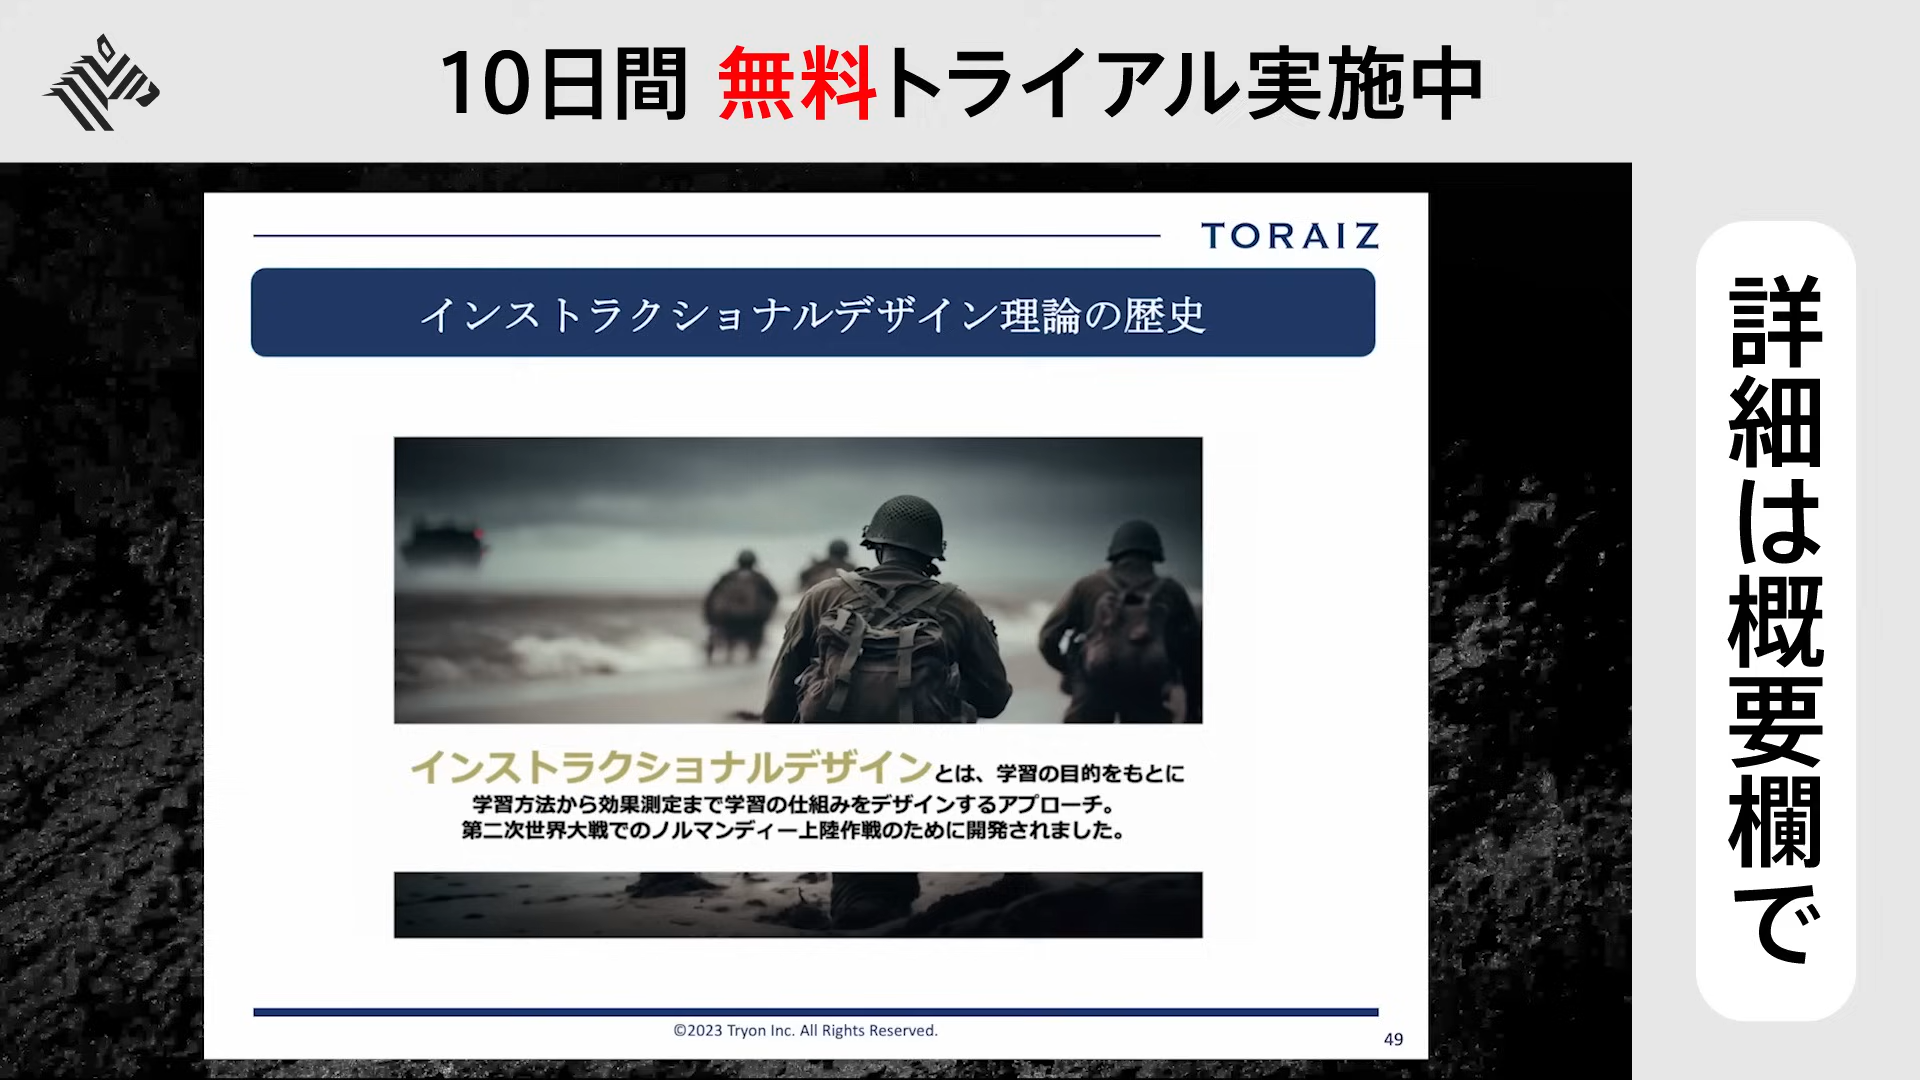 10日間 無料トライアル実施中
TORAIZ
インストラクショナルデザイン理論の歴史
インストラクショナルデザインとは、学習の目的をもとに
学習方法から効果測定まで学習の仕組みをデザインするアプローチ。
第二次世界大戦でのノルマンディー上陸作戦のために開発されました。
©2023 Tryon Inc. All Rights Reserved.
49
詳細は概要欄で